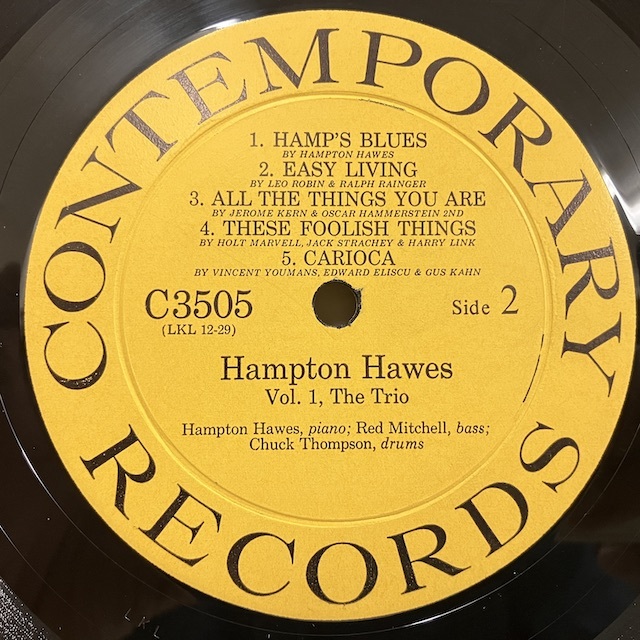 CONTEMPORARY
1. HAMP'S BLUES
BY HAMPTON HAWES
2. EASY LIVING
BY LEO ROBIN & RALPH RAINGER
3. ALL THE THINGS YOU ARE
BY JEROME KERN & OSCAR HAMMERSTEIN 2ND
4. THESE FOOLISH THINGS
BY HOLT MARVELL, JACK STRACHEY & HARRY LINK
5. CARIOCA
BY VINCENT YOUMANS, EDWARD ELISCU & GUS KAHN
C3505 Side 2
(LKL 12-29)
Hampton Hawes
Vol. 1, The Trio
Hampton Hawes, piano; Red Mitchell, bass;
Chuck Thompson, drums
RECORDS